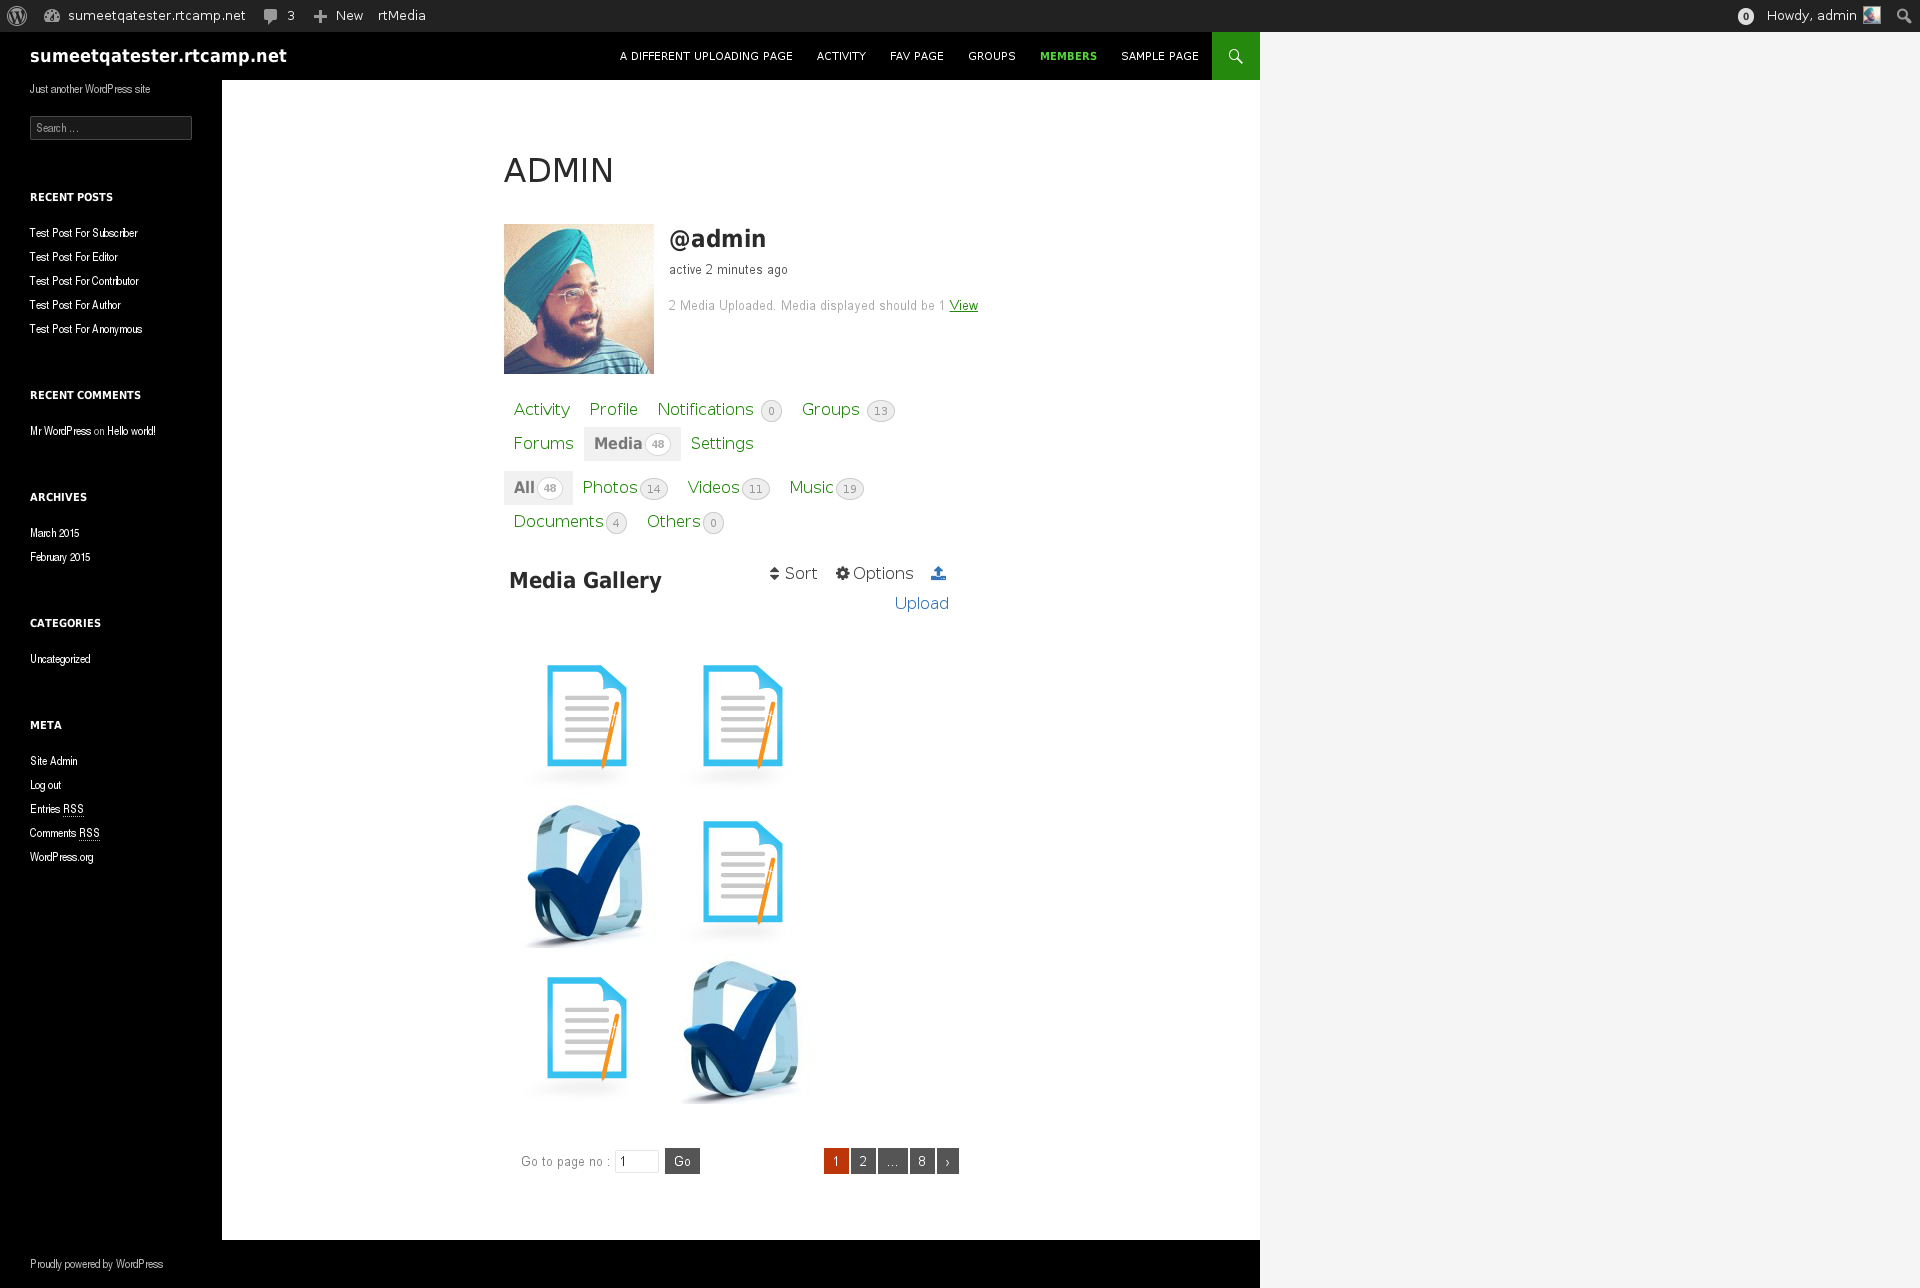 sumeetqatester.rtcamp.net 3 New rtMedia 0 Howdy, admin
sumeetqatester.rtcamp.net A DIFFERENT UPLOADING PAGE ACTIVITY FAV PAGE GROUPS MEMBERS SAMPLE PAGE
Just another WordPress site
Search ...
RECENT POSTS
Test Post For Subscriber
Test Post For Editor
Test Post For Contributor
Test Post For Author
Test Post For Anonymous
RECENT COMMENTS
Mr WordPress on Hello world!
ARCHIVES
March 2015
February 2015
CATEGORIES
Uncategorized
META
Site Admin
Log out
Entries RSS
Comments RSS
WordPress.org
ADMIN
@admin
active 2 minutes ago
2 Media Uploaded. Media displayed should be 1 View
Activity Profile Notifications 0 Groups 13
Forums Media 48 Settings
All 48 Photos 14 Videos 11 Music 19
Documents 4 Others 0
Media Gallery Sort Options
Upload
Go to page no : 1 Go 1 2 ... 8 ›
Proudly powered by WordPress